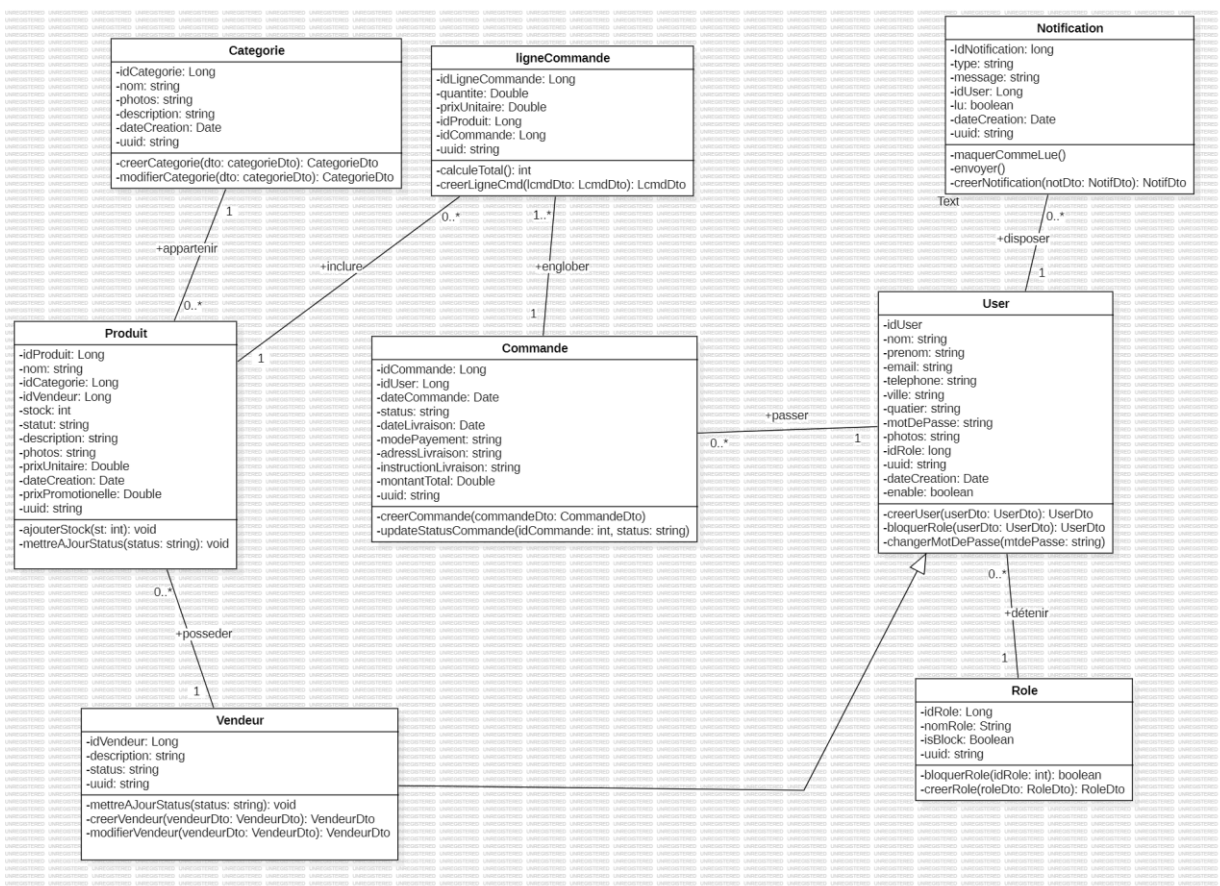 Categorie
-idCategorie: Long
-nom: string
-photos: string
-description: string
-dateCreation: Date
-uuid: string
-creerCategorie(dto: categorieDto): CategorieDto
-modifierCategorie(dto: categorieDto): CategorieDto
ligneCommande
-idLigneCommande: Long
-quantite: Double
-prixUnitaire: Double
-idProduit: Long
-idCommande: Long
-uuid: string
-calculeTotal(): int
-creerLigneCmd(lcmdDto: LcmdDto): LcmdDto
Notification
-IdNotification: long
-type: string
-message: string
-idUser: Long
-lu: boolean
-dateCreation: Date
-uuid: string
-maquerCommeLue()
-envoyer()
-creerNotification(notDto: NotifDto): NotifDto
Text
1
+appartenir
0..*
0..*
+inclure
1
1..*
+englober
1
0..*
+disposer
1
Produit
-idProduit: Long
-nom: string
-idCategorie: Long
-idVendeur: Long
-stock: int
-statut: string
-description: string
-photos: string
-prixUnitaire: Double
-dateCreation: Date
-prixPromotionelle: Double
-uuid: string
-ajouterStock(st: int): void
-mettreAJourStatus(status: string): void
Commande
-idCommande: Long
-idUser: Long
-dateCommande: Date
-status: string
-dateLivraison: Date
-modePayement: string
-adressLivraison: string
-instructionLivraison: string
-montantTotal: Double
-uuid: string
-creerCommande(commandeDto: CommandeDto)
-updateStatusCommande(idCommande: int, status: string)
+passer
0..*
1
User
-idUser
-nom: string
-prenom: string
-email: string
-telephone: string
-ville: string
-quatier: string
-motDePasse: string
-photos: string
-idRole: long
-uuid: string
-dateCreation: Date
-enable: boolean
-creerUser(userDto: UserDto): UserDto
-bloquerRole(userDto: UserDto): UserDto
-changerMotDePasse(mtdePasse: string)
0..*
+posseder
1
0..*
+détenir
1
Vendeur
-idVendeur: Long
-description: string
-status: string
-uuid: string
-mettreAJourStatus(status: string): void
-creerVendeur(vendeurDto: VendeurDto): VendeurDto
-modifierVendeur(vendeurDto: VendeurDto): VendeurDto
Role
-idRole: Long
-nomRole: String
-isBlock: Boolean
-uuid: string
-bloquerRole(idRole: int): boolean
-creerRole(roleDto: RoleDto): RoleDto